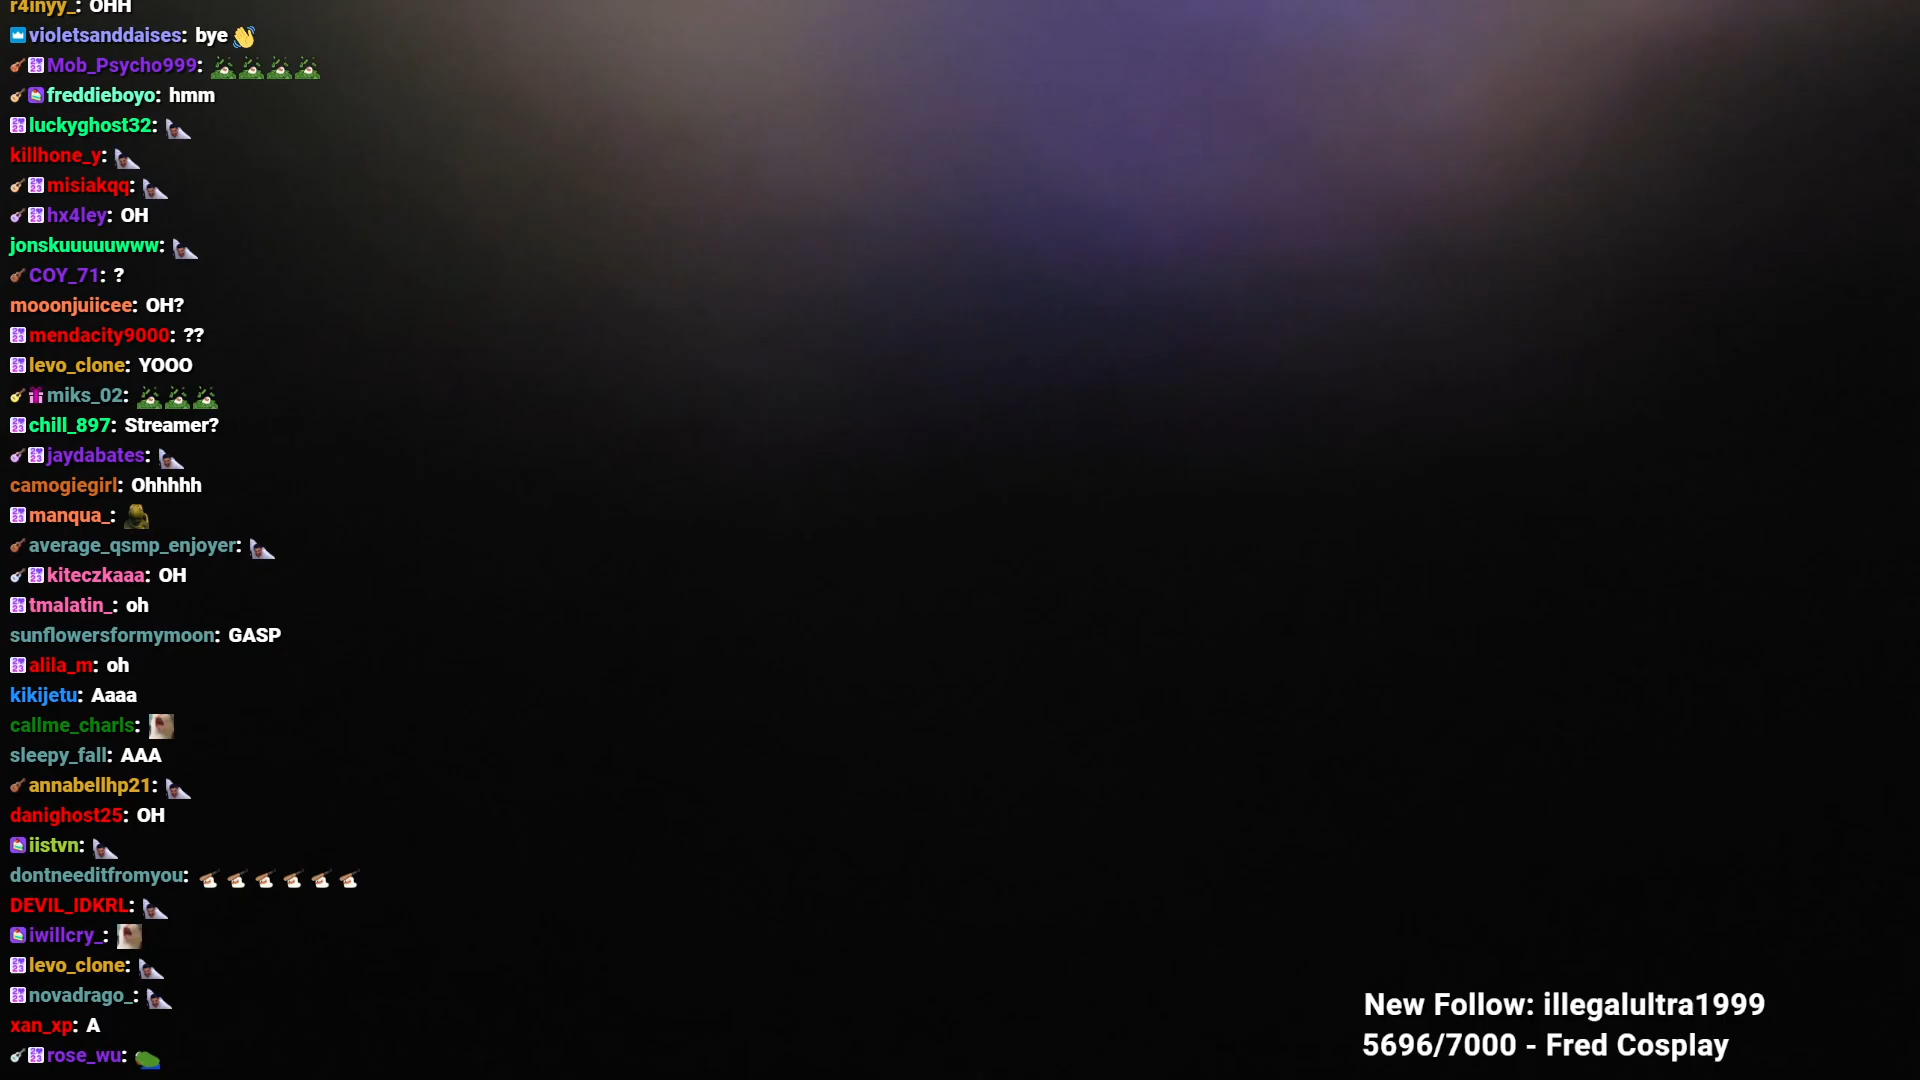 r4inyy_: OHH
violetsanddaises: bye
Mob_Psycho999:
freddieboyo: hmm
luckyghost32:
killhone_y:
misiakqq:
hx4ley: OH
jonskuuuuuwww:
COY_71: ?
mooonjuiicee: OH?
mendacity9000: ??
levo_clone: YOOO
miks_02:
chill_897: Streamer?
jaydabates:
camogiegirl: Ohhhhh
manqua_:
average_qsmp_enjoyer:
kiteczkaaa: OH
tmalatin_: oh
sunflowersformymoon: GASP
alila_m: oh
kikijetu: Aaaa
callme_charls:
sleepy_fall: AAA
annabellhp21:
danighost25: OH
iistvn:
dontneeditfromyou:
DEVIL_IDKRL:
iwillcry_:
levo_clone:
novadrago_:
xan_xp: A
rose_wu:
New Follow: illegalultra1999
5696/7000 - Fred Cosplay